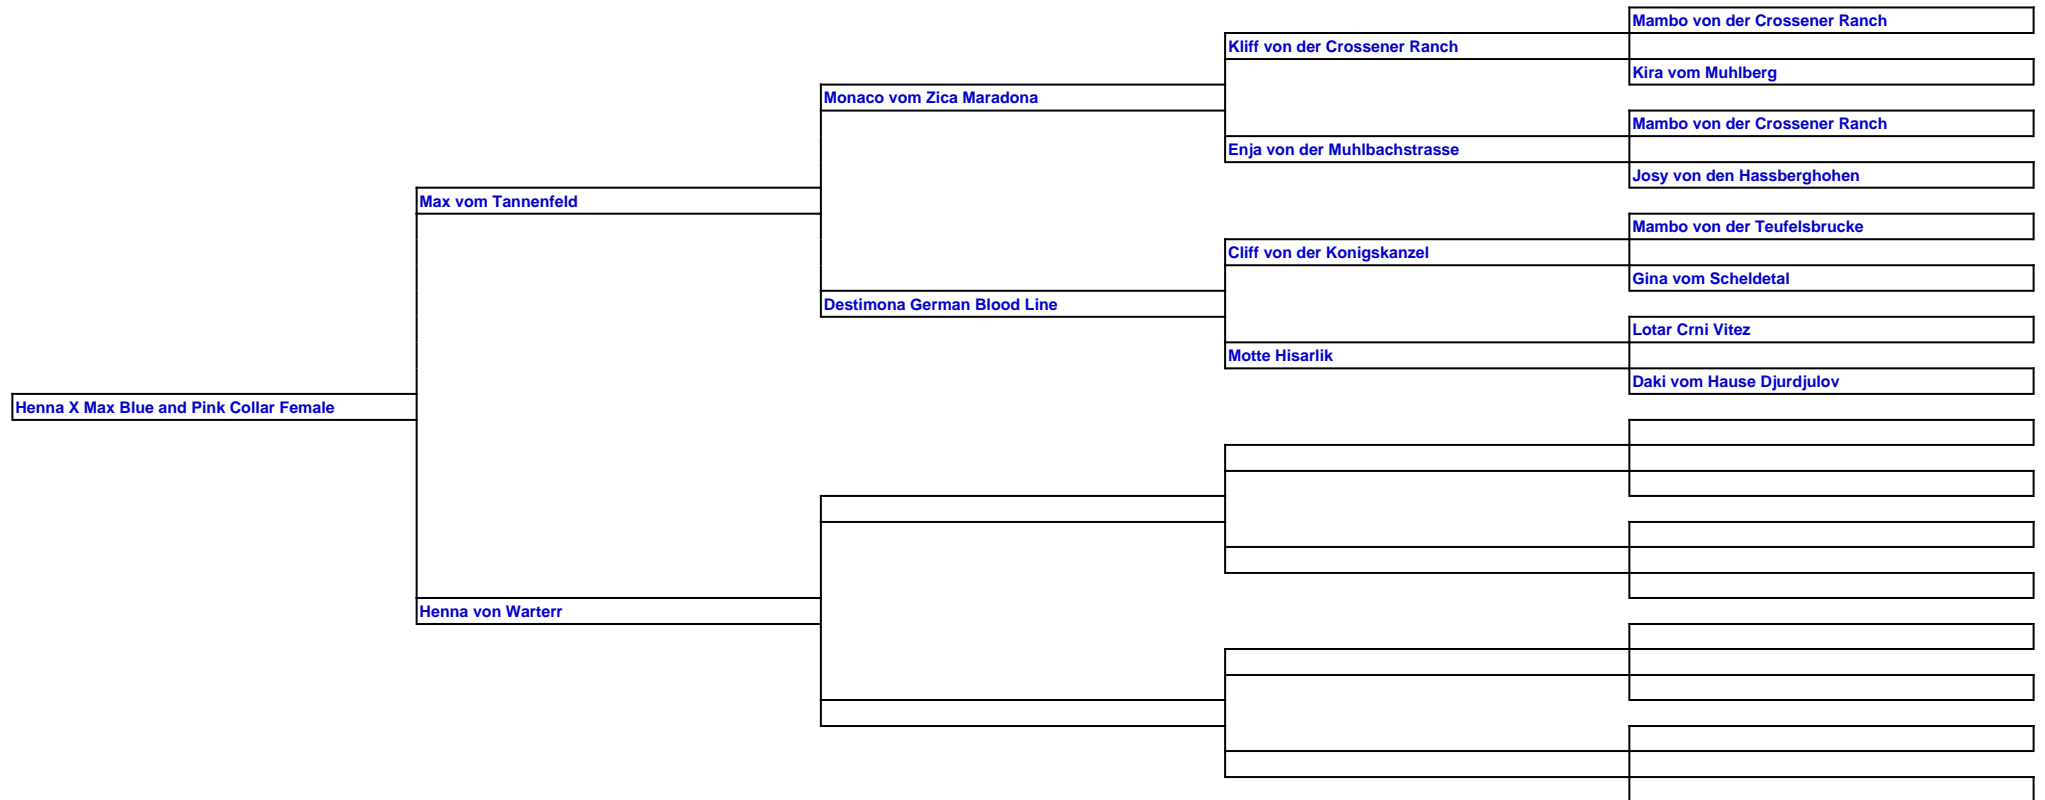 Mambo von der Crossener Ranch
Kliff von der Crossener Ranch
Kira vom Muhlberg
Monaco vom Zica Maradona
Mambo von der Crossener Ranch
Enja von der Muhlbachstrasse
Josy von den Hassberghohen
Max vom Tannenfeld
Mambo von der Teufelsbrucke
Cliff von der Konigskanzel
Gina vom Scheldetal
Destimona German Blood Line
Lotar Crni Vitez
Motte Hisarlik
Daki vom Hause Djurdjulov
Henna X Max Blue and Pink Collar Female
Henna von Warterr